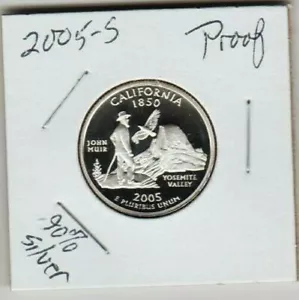 2005-S Proof
CALIFORNIA
1850
JOHN
MUIR
YOSEMITE
VALLEY
2005
E PLURIBUS UNUM
90%
Silver